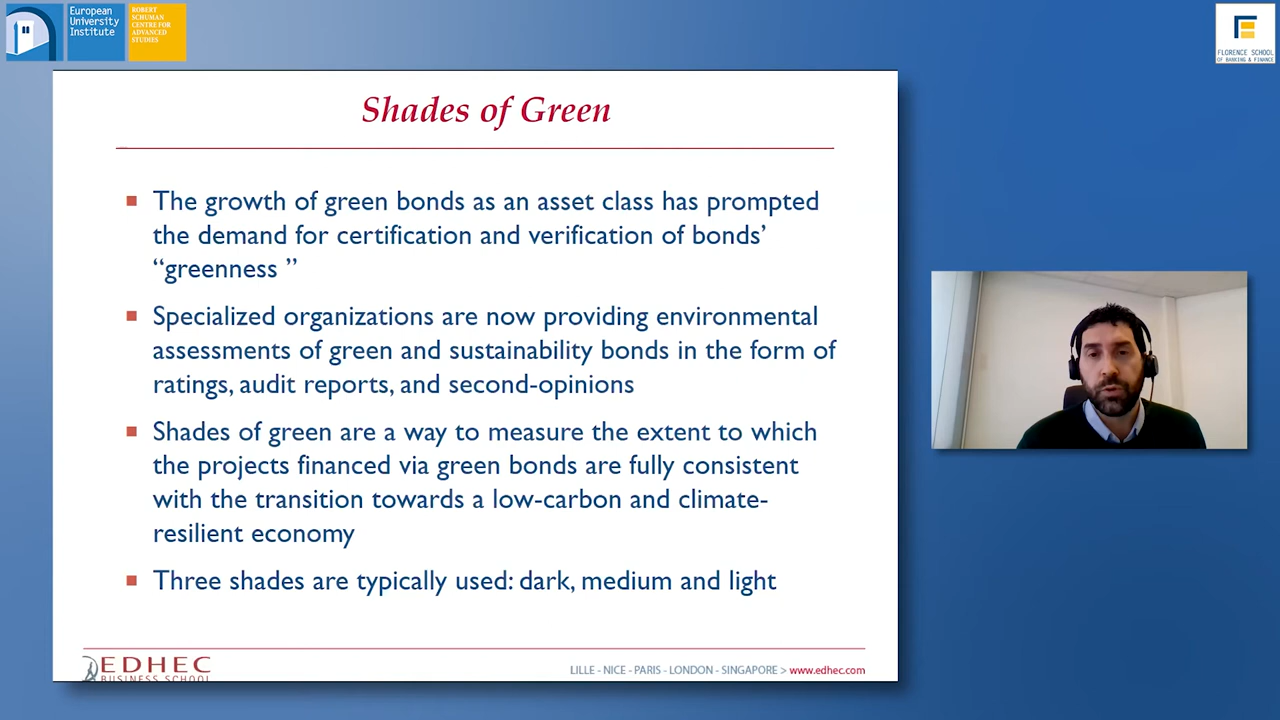 European
University
Institute
ROBERT
SCHUMAN
CENTRE FOR
ADVANCED
STUDIES
FLORENCE SCHOOL
OF BANKING & FINANCE
Shades of Green
The growth of green bonds as an asset class has prompted
the demand for certification and verification of bonds’
“greenness ”
Specialized organizations are now providing environmental
assessments of green and sustainability bonds in the form of
ratings, audit reports, and second-opinions
Shades of green are a way to measure the extent to which
the projects financed via green bonds are fully consistent
with the transition towards a low-carbon and climate-
resilient economy
Three shades are typically used: dark, medium and light
EDHEC
BUSINESS SCHOOL
LILLE - NICE - PARIS - LONDON - SINGAPORE > www.edhec.com